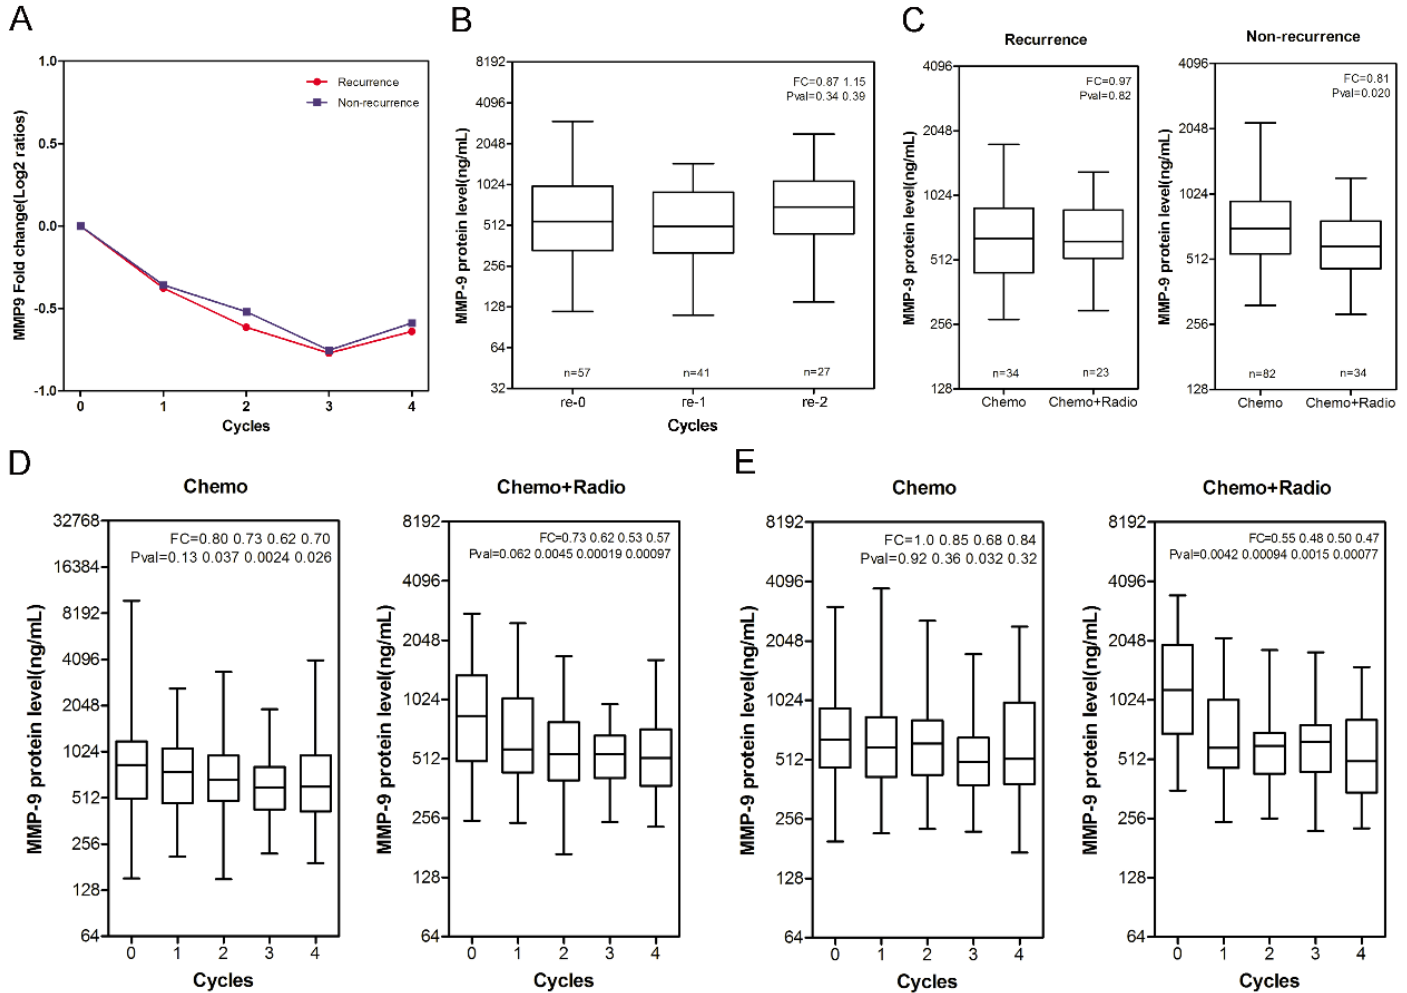 A
1.0
0.5
0.0
-0.5
-1.0
MMP9 Fold change(Log2 ratios)
Recurrence
Non-recurrence
0 1 2 3 4
Cycles
B
8192
4096
2048
1024
512
256
128
64
32
MMP-9 protein level(ng/mL)
FC=0.87 1.15
Pval=0.34 0.39
n=57 n=41 n=27
re-0 re-1 re-2
Cycles
C
Recurrence
4096
2048
1024
512
256
128
MMP-9 protein level(ng/mL)
FC=0.97
Pval=0.82
n=34 n=23
Chemo Chemo+Radio
Non-recurrence
4096
2048
1024
512
256
128
MMP-9 protein level(ng/mL)
FC=0.81
Pval=0.020
n=82 n=34
Chemo Chemo+Radio
D
Chemo
32768
16384
8192
4096
2048
1024
512
256
128
64
MMP-9 protein level(ng/mL)
FC=0.80 0.73 0.62 0.70
Pval=0.13 0.037 0.0024 0.026
0 1 2 3 4
Cycles
Chemo+Radio
8192
4096
2048
1024
512
256
128
64
MMP-9 protein level(ng/mL)
FC=0.73 0.62 0.53 0.57
Pval=0.062 0.0045 0.00019 0.00097
0 1 2 3 4
Cycles
E
Chemo
8192
4096
2048
1024
512
256
128
64
MMP-9 protein level(ng/mL)
FC=1.0 0.85 0.68 0.84
Pval=0.92 0.36 0.032 0.32
0 1 2 3 4
Cycles
Chemo+Radio
8192
4096
2048
1024
512
256
128
64
MMP-9 protein level(ng/mL)
FC=0.55 0.48 0.50 0.47
Pval=0.0042 0.00094 0.0015 0.00077
0 1 2 3 4
Cycles